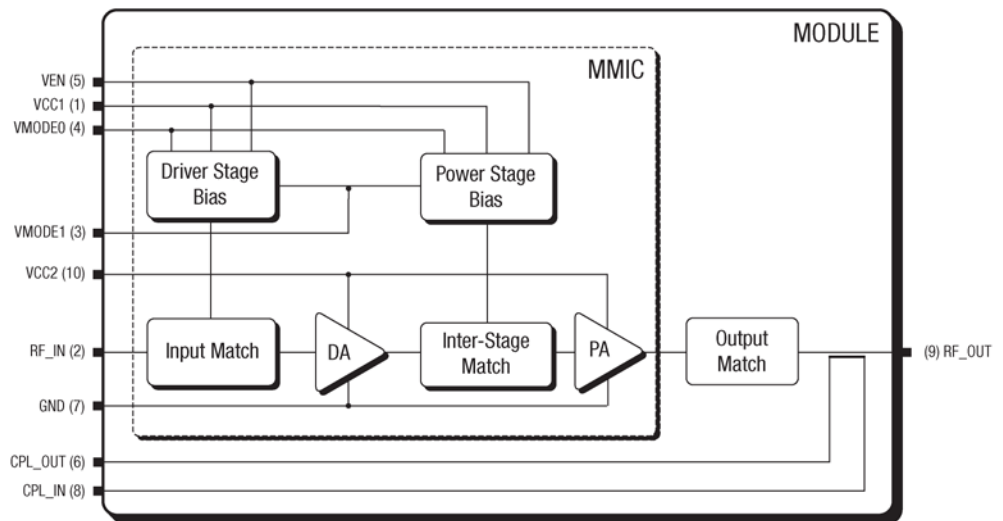 MODULE
MMIC
VEN (5)
VCC1 (1)
VMODE0 (4)
Driver Stage
Bias
Power Stage
Bias
VMODE1 (3)
VCC2 (10)
RF_IN (2)
Input Match
DA
Inter-Stage
Match
PA
Output
Match
(9) RF_OUT
GND (7)
CPL_OUT (6)
CPL_IN (8)